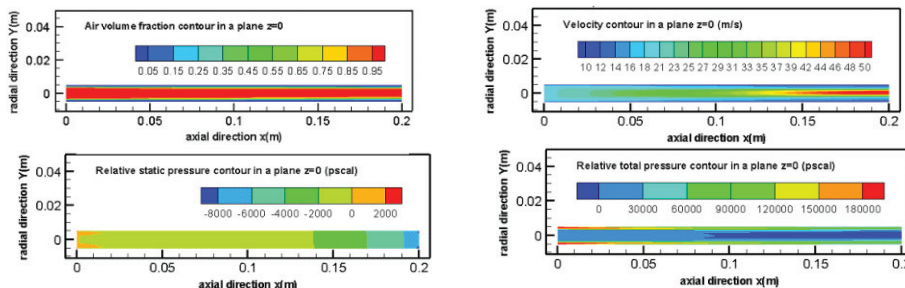 Air volume fraction contour in a plane z=0
0.05 0.15 0.25 0.35 0.45 0.55 0.65 0.75 0.85 0.95
radial direction Y(m)
0.04
0.02
0
0 0.05 0.1 0.15 0.2
axial direction x(m)
Velocity contour in a plane z=0 (m/s)
10 12 14 16 18 21 23 25 27 29 31 33 35 37 39 42 44 46 48 50
radial direction Y(m)
0.04
0.02
0
0 0.05 0.1 0.15 0.2
axial direction x(m)
Relative static pressure contour in a plane z=0 (pscal)
-8000 -6000 -4000 -2000 0 2000
radial direction Y(m)
0.04
0.02
0
0 0.05 0.1 0.15 0.2
axial direction x(m)
Relative total pressure contour in a plane z=0 (pscal)
0 30000 60000 90000 120000 150000 180000
radial direction Y(m)
0.04
0.02
0
0 0.05 0.1 0.15 0.2
axial direction x(m)